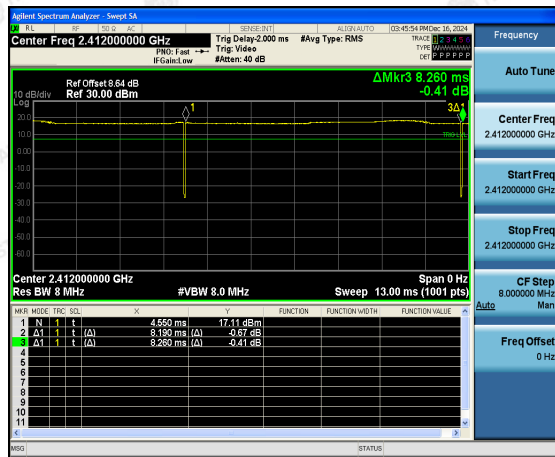 Agilent Spectrum Analyzer - Swept SA
RL RF 50 Ω AC SENSE:INT ALIGNAUTO 03:45:54 PM Dec 16, 2024
Center Freq 2.412000000 GHz
PNO: Fast
IFGain:Low
Trig Delay-2.000 ms
Trig: Video
#Atten: 40 dB
#Avg Type: RMS
TRACE 1 2 3 4 5 6
TYPE
DET P P P P P P
Ref Offset 8.64 dB
Ref 30.00 dBm
10 dB/div
Log
ΔMkr3 8.260 ms
-0.41 dB
20.0
10.0
0.00
-10.0
-20.0
-30.0
-40.0
-50.0
-60.0
1
3Δ1
TRIG LVL
Center 2.412000000 GHz
Res BW 8 MHz
#VBW 8.0 MHz
Span 0 Hz
Sweep 13.00 ms (1001 pts)
MKR MODE TRC SCL X Y FUNCTION FUNCTION WIDTH FUNCTION VALUE
1 N 1 t 4.550 ms 17.11 dBm
2 Δ1 1 t (Δ) 8.190 ms (Δ) -0.67 dB
3 Δ1 1 t (Δ) 8.260 ms (Δ) -0.41 dB
4
5
6
7
8
9
10
11
MSG STATUS
Frequency
Auto Tune
Center Freq
2.412000000 GHz
Start Freq
2.412000000 GHz
Stop Freq
2.412000000 GHz
CF Step
8.000000 MHz
Auto Man
Freq Offset
0 Hz